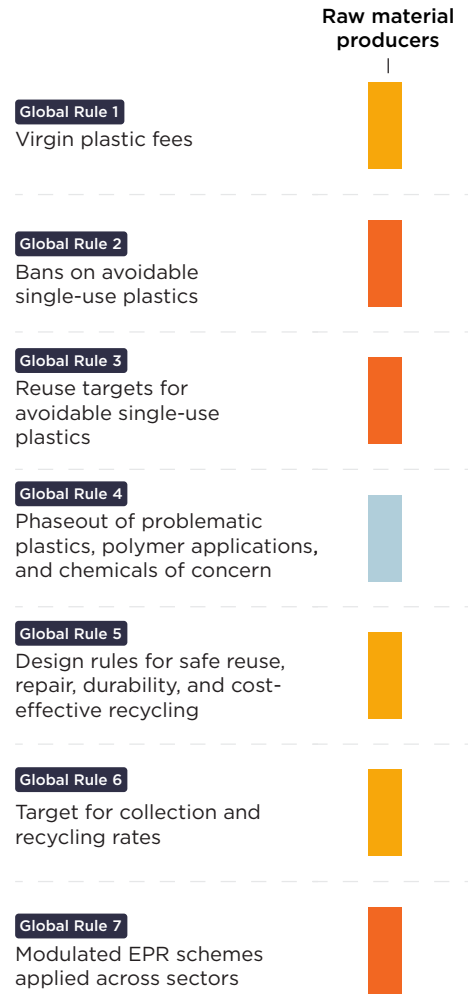 Raw material
producers
Global Rule 1
Virgin plastic fees
Global Rule 2
Bans on avoidable
single-use plastics
Global Rule 3
Reuse targets for
avoidable single-use
plastics
Global Rule 4
Phaseout of problematic
plastics, polymer applications,
and chemicals of concern
Global Rule 5
Design rules for safe reuse,
repair, durability, and cost-
effective recycling
Global Rule 6
Target for collection and
recycling rates
Global Rule 7
Modulated EPR schemes
applied across sectors